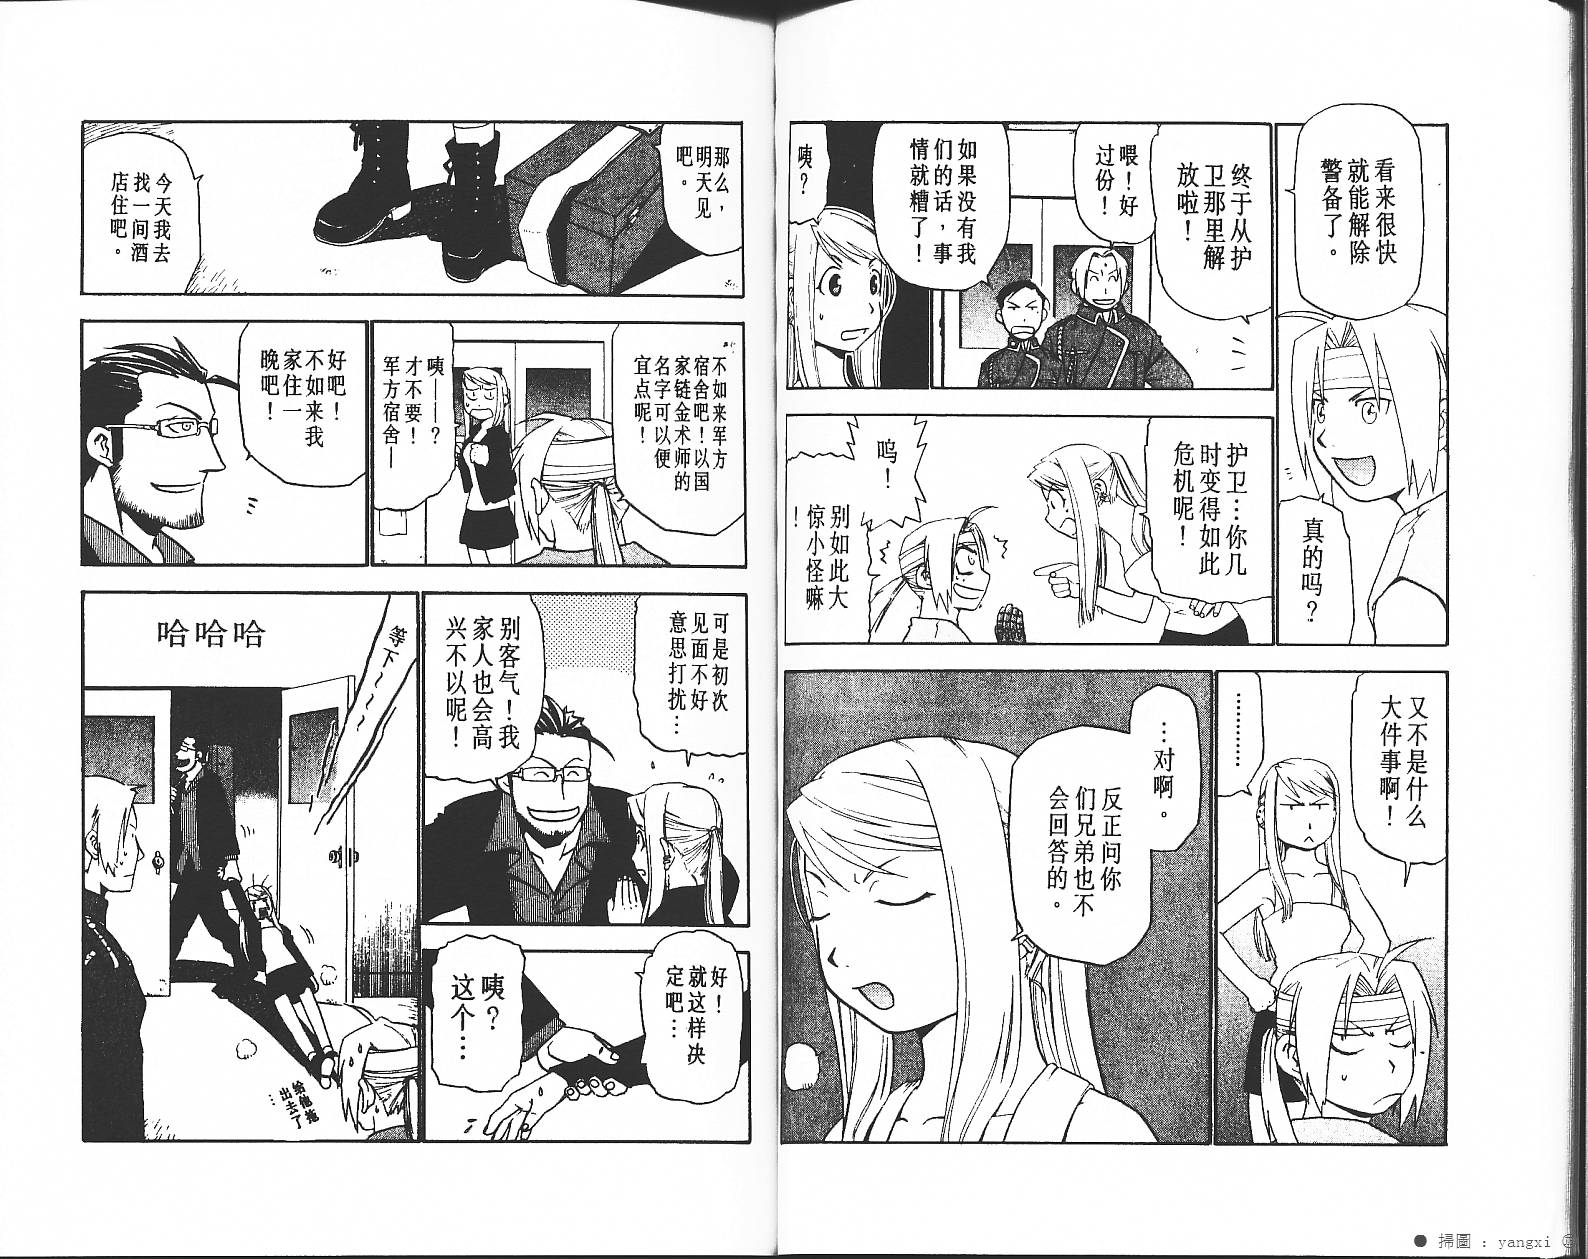 看来很快
就能解除
警备了。
真的吗?
终于从护
卫那里解
放啦!
喂!好
过份!
如果没有我
们的话,事
情就糟了!
咦?
护卫…你几
时变得如此
危机呢!
呜!
别如此大
惊小怪嘛
!
又不是什么
大件事啊!
…………
…对啊。
反正问你
们兄弟也不
会回答的。
那么,
明天见
吧。
今天我去
找一间酒
店住吧。
不如来军方
宿舍吧!以国
家链金术师的
名字可以便
宜点呢!
咦——?
才不要!
军方宿舍—
好吧!
不如来我
家住一
晚吧!
可是初次
见面不好
意思打扰…
别客气!我
家人也会高
兴不以呢!
好!
就这样决
定吧…
咦?
这个…
等下~~~
哈哈哈
给他拖
出去了
…
● 掃圖 : yangxi